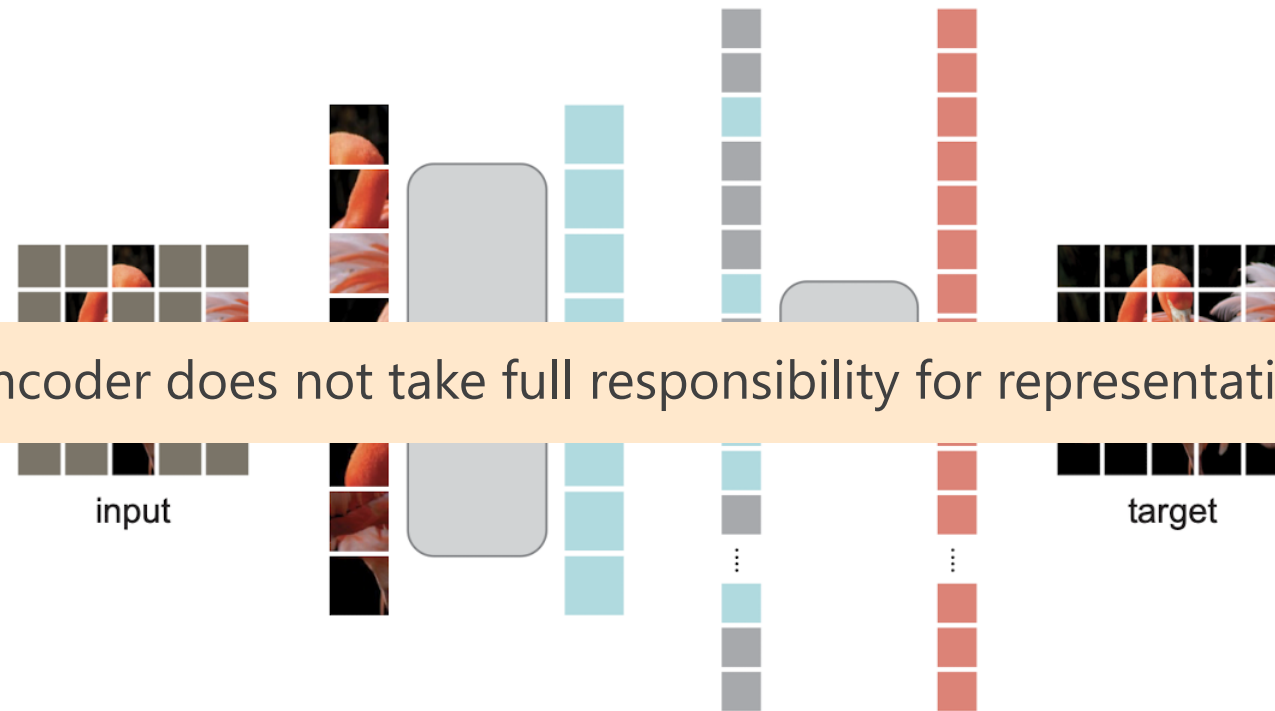 ncoder does not take full responsibility for representati
input
target